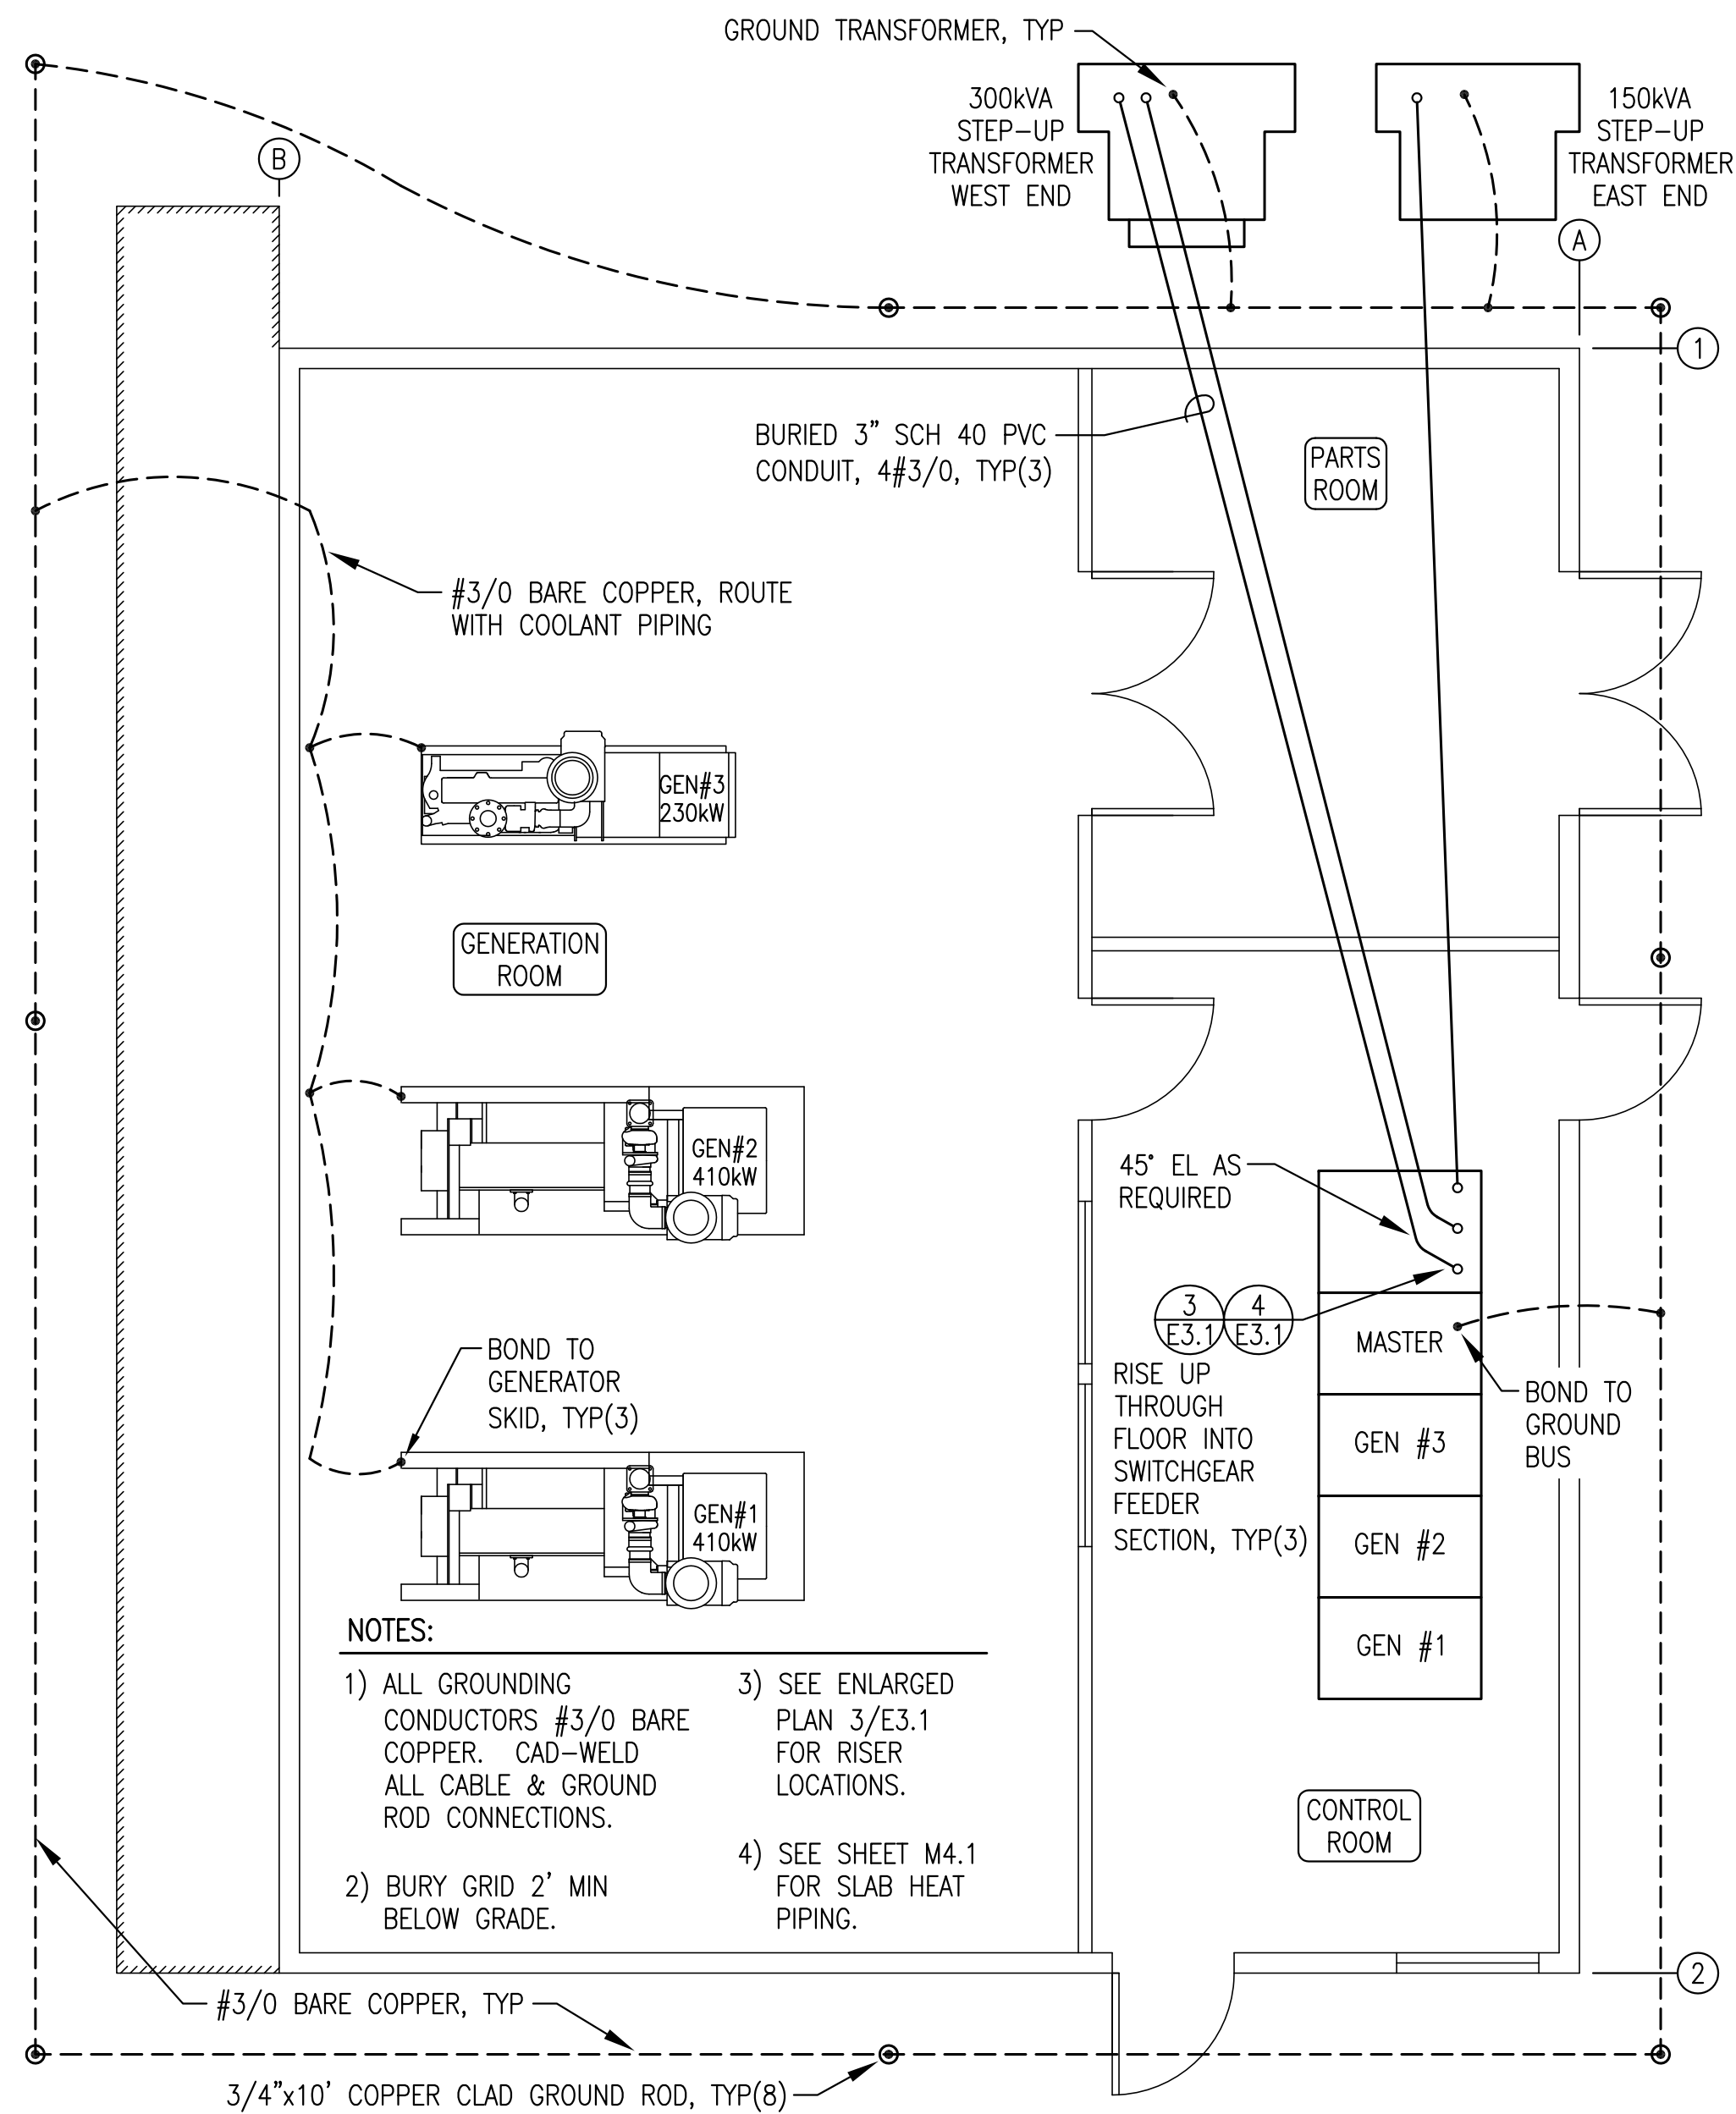 GROUND TRANSFORMER, TYP
300kVA
STEP-UP
TRANSFORMER
WEST END
150kVA
STEP-UP
TRANSFORMER
EAST END
B
A
1
BURIED 3" SCH 40 PVC
CONDUIT, 4#3/0, TYP(3)
PARTS
ROOM
#3/0 BARE COPPER, ROUTE
WITH COOLANT PIPING
GEN#3
230kW
GENERATION
ROOM
GEN#2
410kW
45° EL AS
REQUIRED
3
E3.1
4
E3.1
RISE UP
THROUGH
FLOOR INTO
SWITCHGEAR
FEEDER
SECTION, TYP(3)
MASTER
GEN #3
GEN #2
GEN #1
BOND TO
GROUND
BUS
BOND TO
GENERATOR
SKID, TYP(3)
GEN#1
410kW
NOTES:
1) ALL GROUNDING
CONDUCTORS #3/0 BARE
COPPER. CAD-WELD
ALL CABLE & GROUND
ROD CONNECTIONS.
2) BURY GRID 2' MIN
BELOW GRADE.
3) SEE ENLARGED
PLAN 3/E3.1
FOR RISER
LOCATIONS.
4) SEE SHEET M4.1
FOR SLAB HEAT
PIPING.
CONTROL
ROOM
2
#3/0 BARE COPPER, TYP
3/4"x10' COPPER CLAD GROUND ROD, TYP(8)